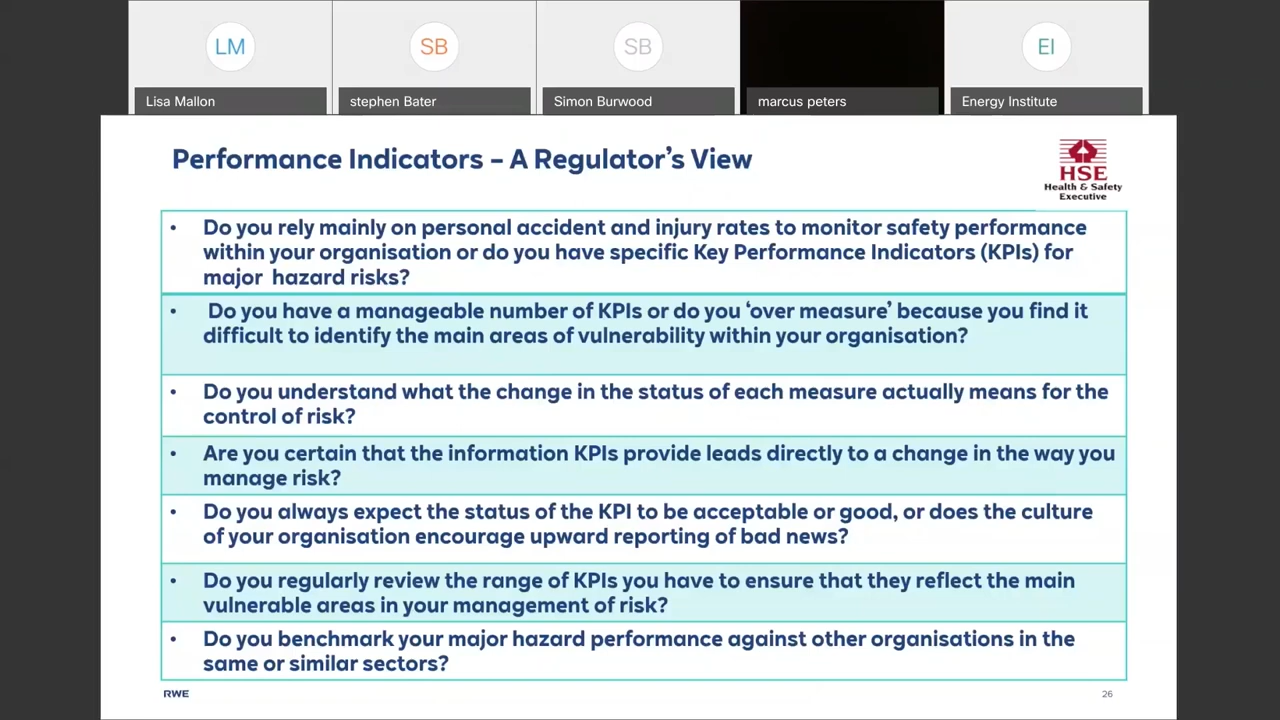 LM
SB
SB
EI
Lisa Mallon
stephen Bater
Simon Burwood
marcus peters
Energy Institute
Performance Indicators – A Regulator's View
HSE
Health & Safety
Executive
• Do you rely mainly on personal accident and injury rates to monitor safety performance
within your organisation or do you have specific Key Performance Indicators (KPIs) for
major hazard risks?
• Do you have a manageable number of KPIs or do you 'over measure' because you find it
difficult to identify the main areas of vulnerability within your organisation?
• Do you understand what the change in the status of each measure actually means for the
control of risk?
• Are you certain that the information KPIs provide leads directly to a change in the way you
manage risk?
• Do you always expect the status of the KPI to be acceptable or good, or does the culture
of your organisation encourage upward reporting of bad news?
• Do you regularly review the range of KPIs you have to ensure that they reflect the main
vulnerable areas in your management of risk?
• Do you benchmark your major hazard performance against other organisations in the
same or similar sectors?
RWE
26